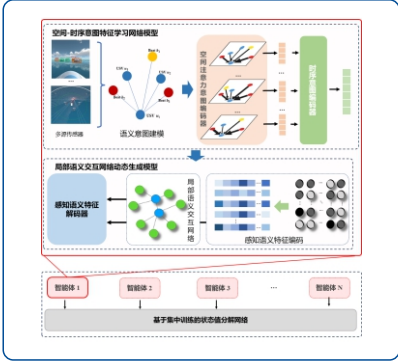 空间-时序意图特征学习网络模型
多源传感器
语义意图建模
空间注意力意图编码器
...
...
时序意图编码器
局部语义交互网络动态生成模型
感知语义特征
解码器
局部语义交互网络
感知语义特征编码
智能体 1
智能体 2
智能体 3
...
智能体 N
基于集中训练的状态值分解网络